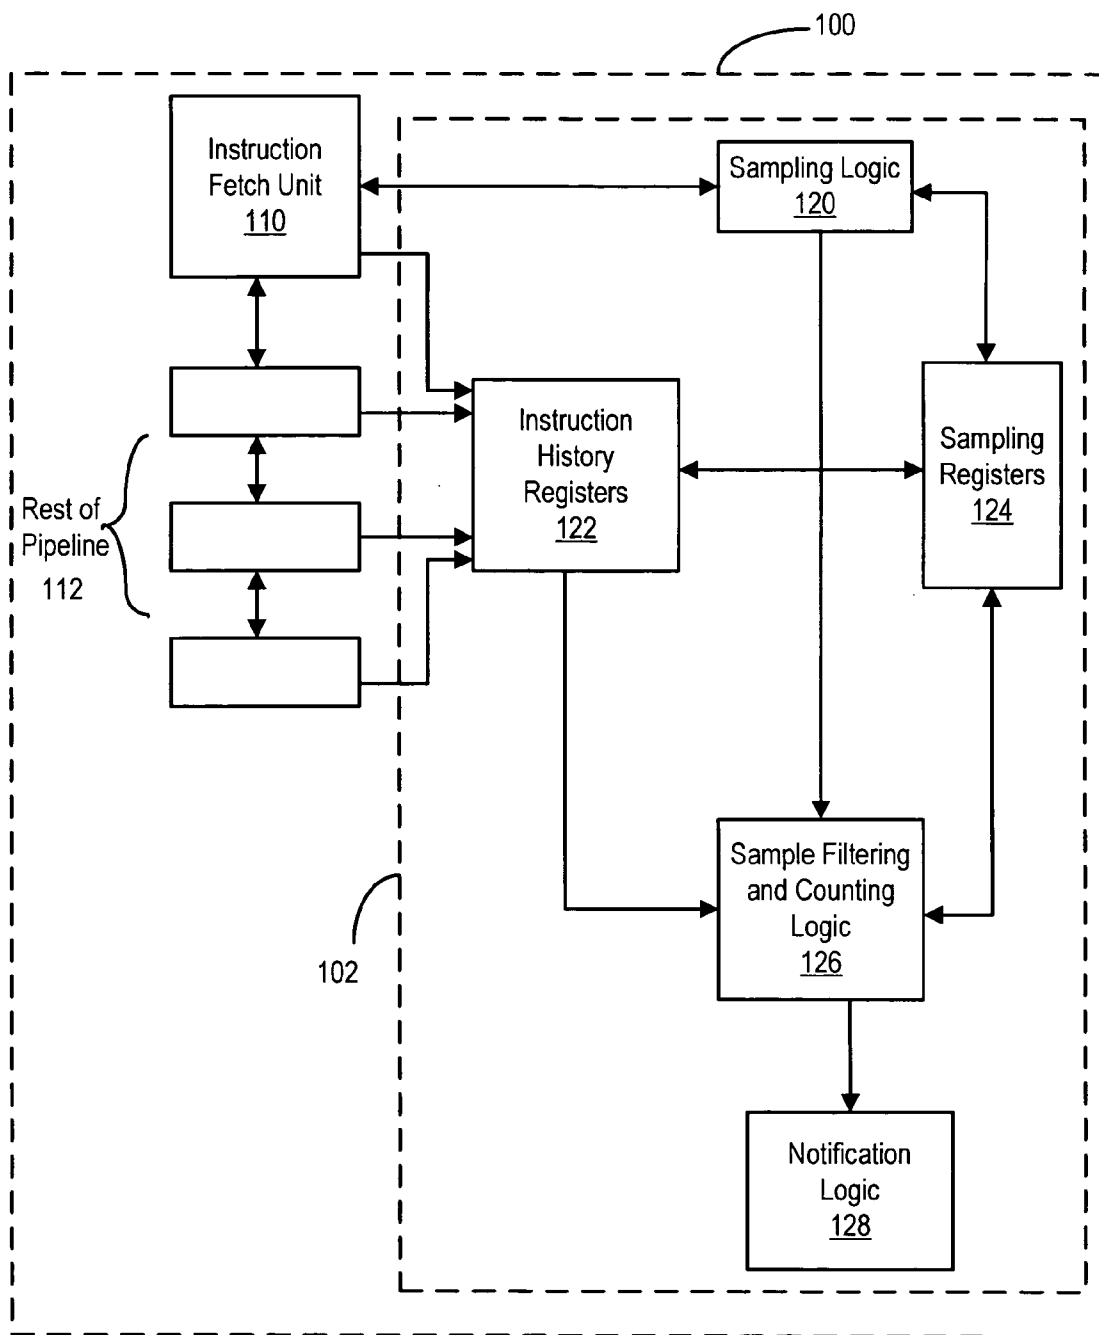 100
Instruction
Fetch Unit
110
Sampling Logic
120
Instruction
History
Registers
122
Sampling
Registers
124
Rest of
Pipeline
112
Sample Filtering
and Counting
Logic
126
102
Notification
Logic
128